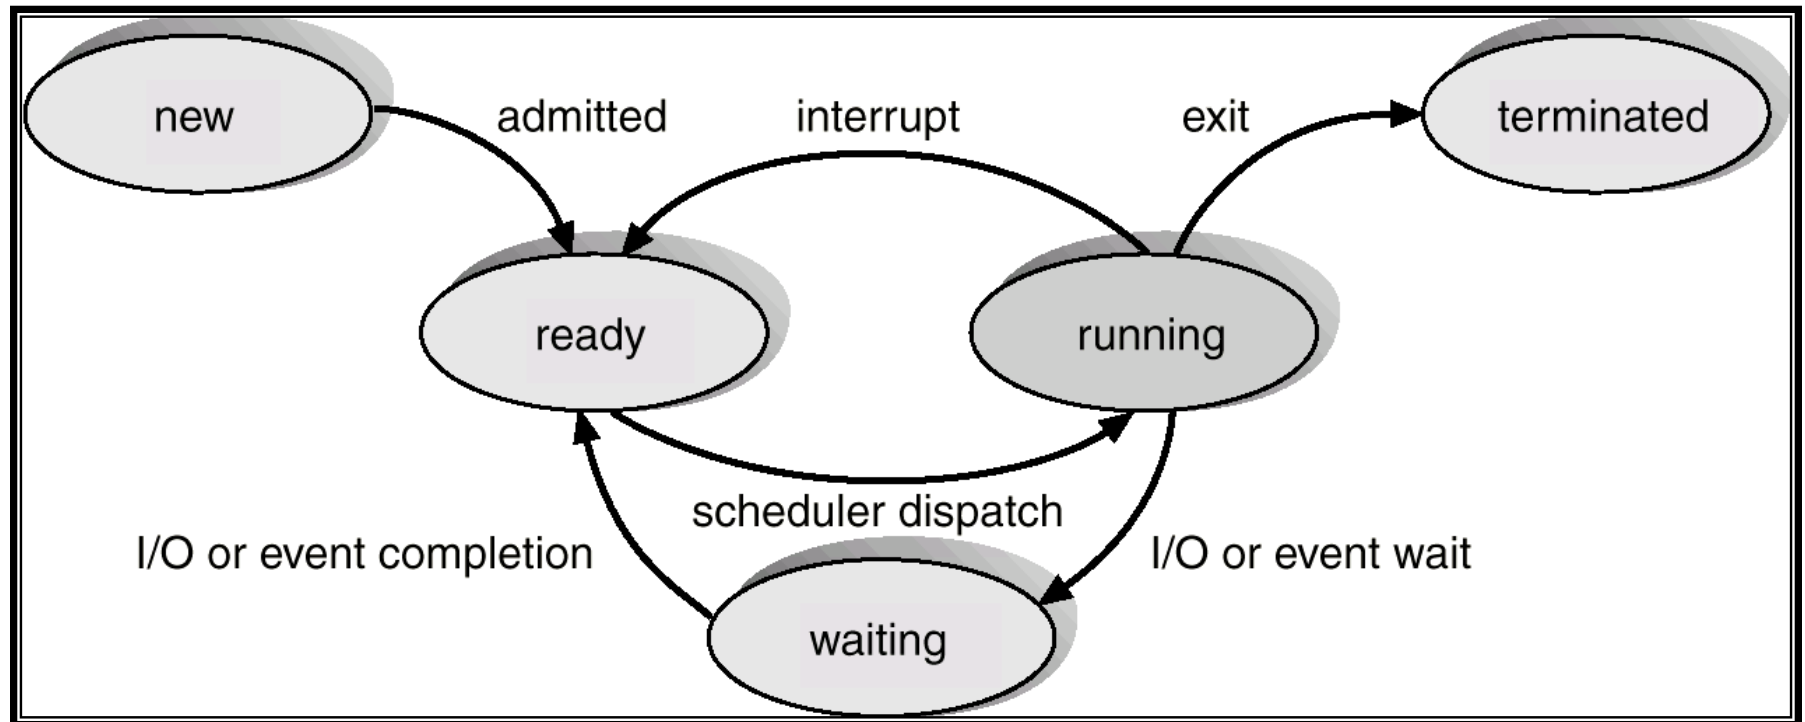 new
admitted
interrupt
exit
terminated
ready
running
scheduler dispatch
I/O or event completion
I/O or event wait
waiting